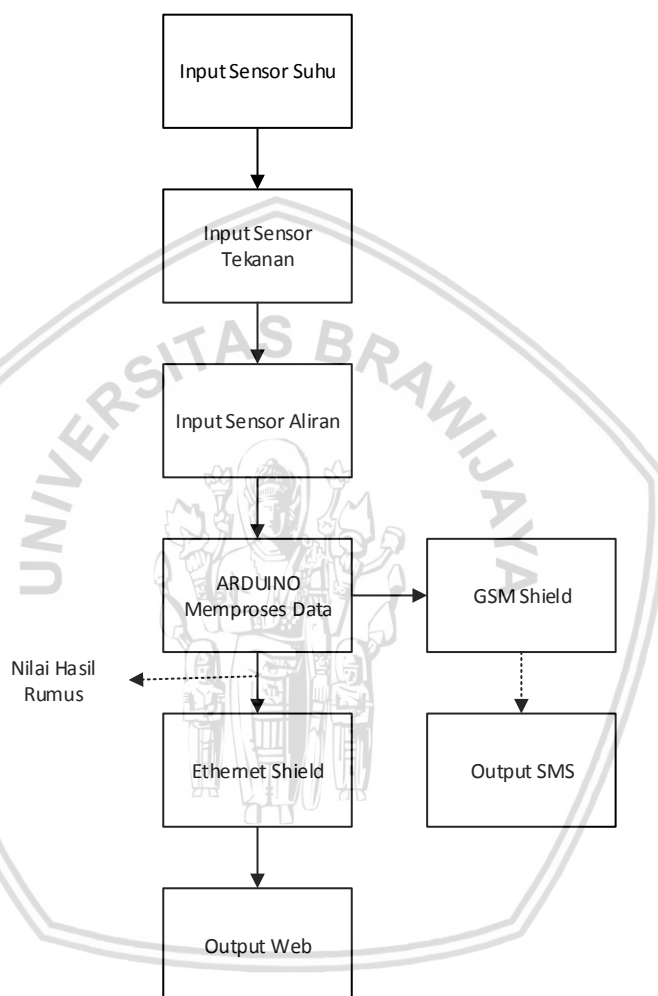 Input Sensor Suhu
Input Sensor
Tekanan
UNIVERSITAS BRAWIJAYA
Input Sensor Aliran
ARDUINO
Memproses Data
GSM Shield
Nilai Hasil
Rumus
Ethernet Shield
Output SMS
Output Web